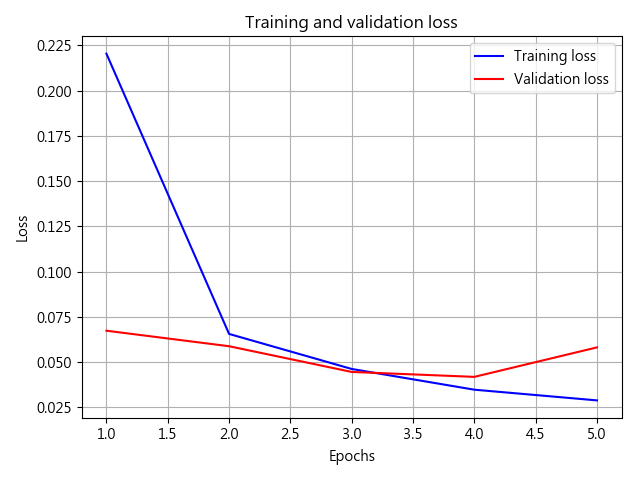 Training and validation loss
Training loss
Validation loss
0.225
0.200
0.175
0.150
0.125
0.100
0.075
0.050
0.025
Loss
1.0 1.5 2.0 2.5 3.0 3.5 4.0 4.5 5.0
Epochs